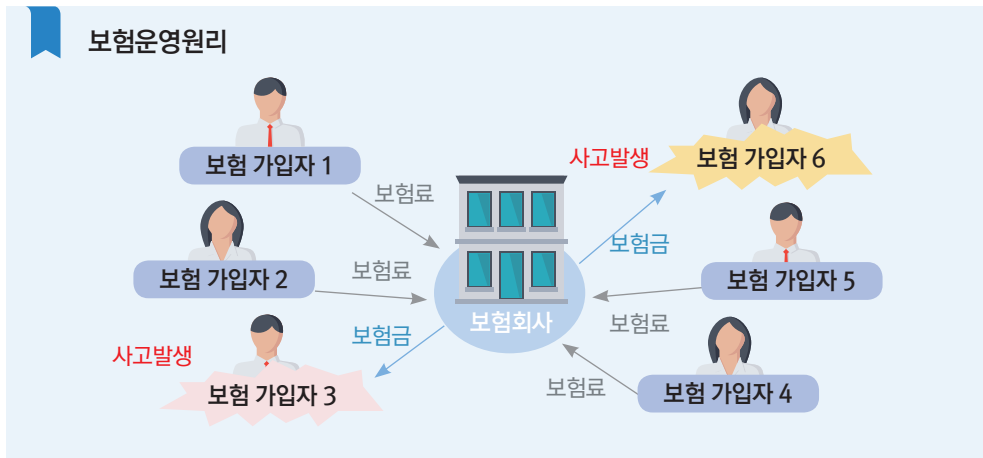 보험운영원리
보험 가입자 1
보험료
사고발생
보험 가입자 6
보험금
보험 가입자 2
보험료
보험 가입자 5
보험료
보험회사
보험금
사고발생
보험 가입자 3
보험료
보험 가입자 4